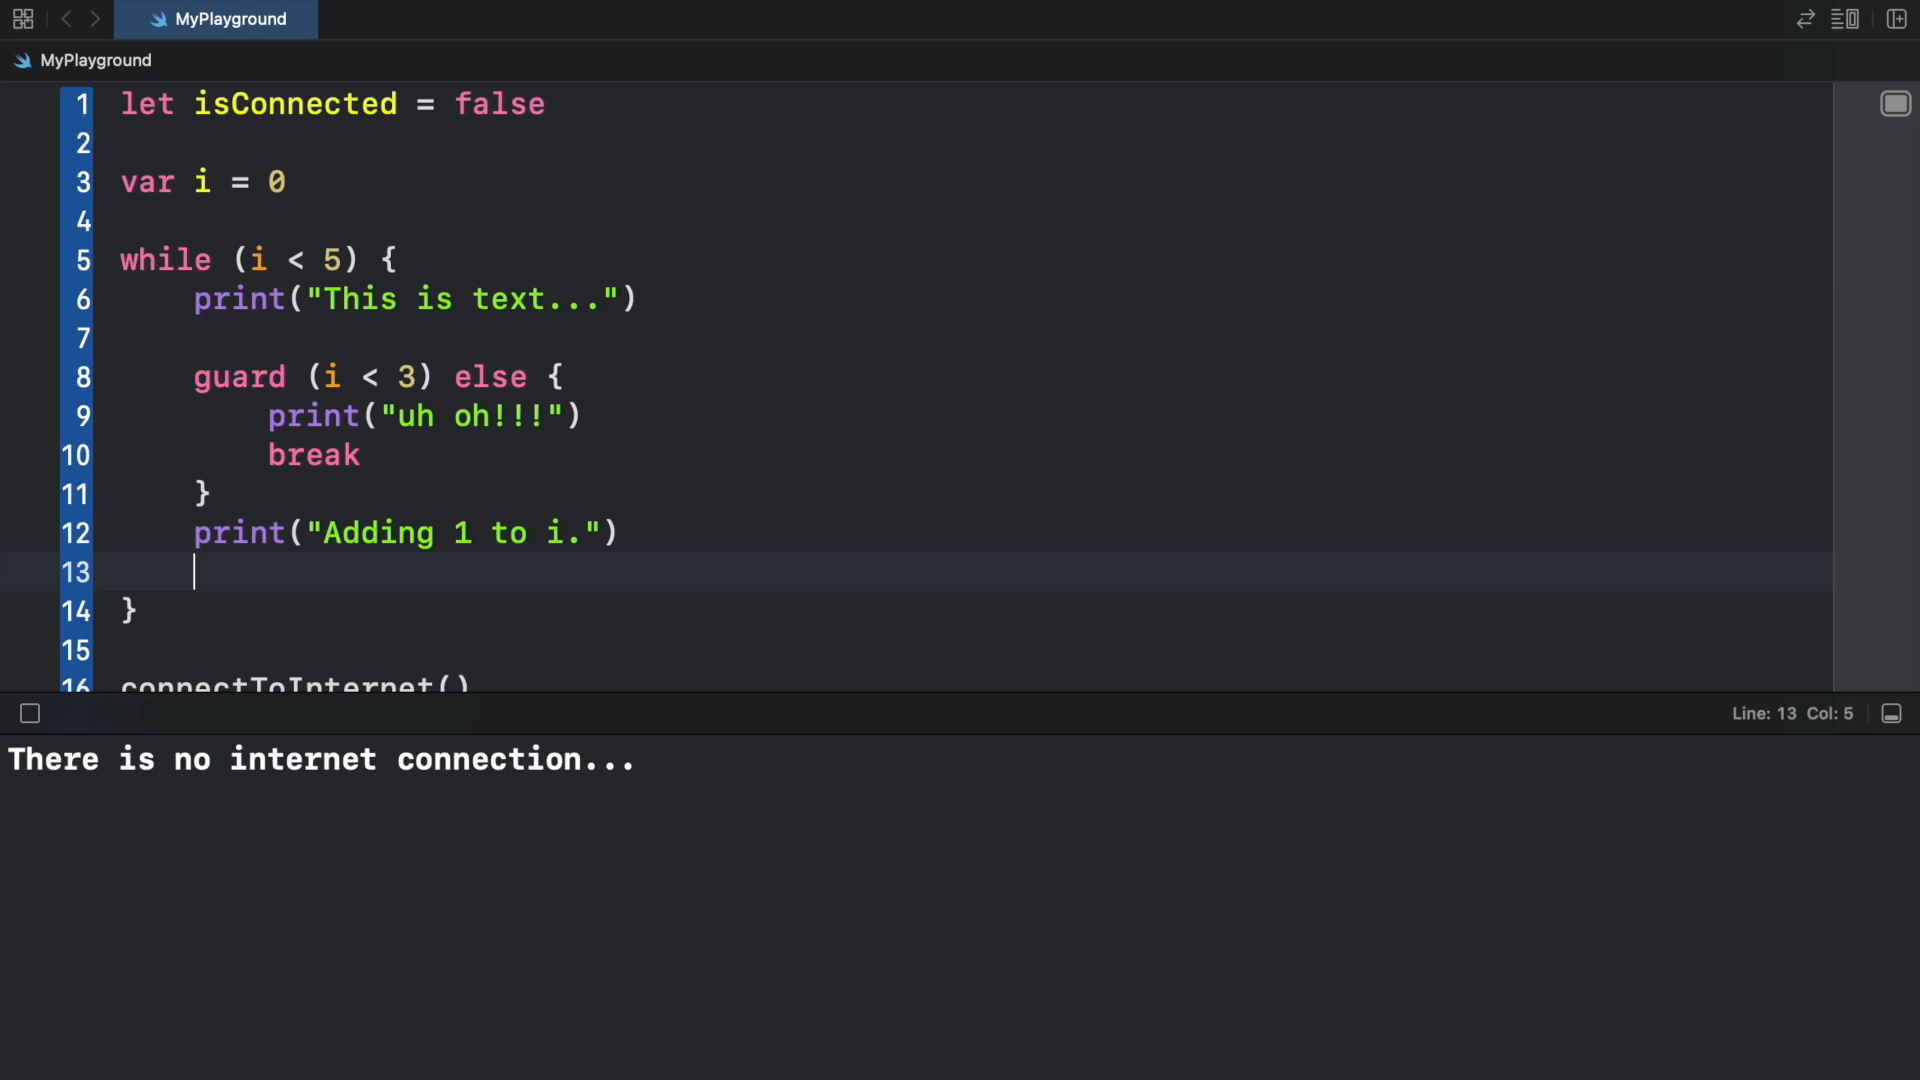 MyPlayground
MyPlayground
1 let isConnected = false
2
3 var i = 0
4
5 while (i < 5) {
6     print("This is text...")
7
8     guard (i < 3) else {
9         print("uh oh!!!")
10         break
11     }
12     print("Adding 1 to i.")
13
14 }
15
16 connectToInternet()
Line: 13 Col: 5
There is no internet connection...